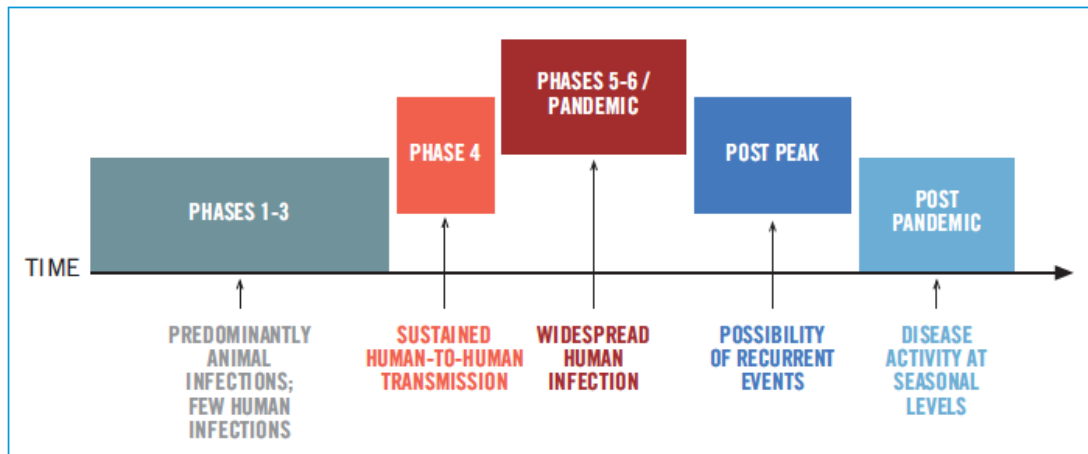 PHASES 5-6 /
PANDEMIC
PHASE 4
POST PEAK
PHASES 1-3
POST
PANDEMIC
TIME
PREDOMINANTLY
ANIMAL
INFECTIONS;
FEW HUMAN
INFECTIONS
SUSTAINED
HUMAN-TO-HUMAN
TRANSMISSION
WIDESPREAD
HUMAN
INFECTION
POSSIBILITY
OF RECURRENT
EVENTS
DISEASE
ACTIVITY AT
SEASONAL
LEVELS